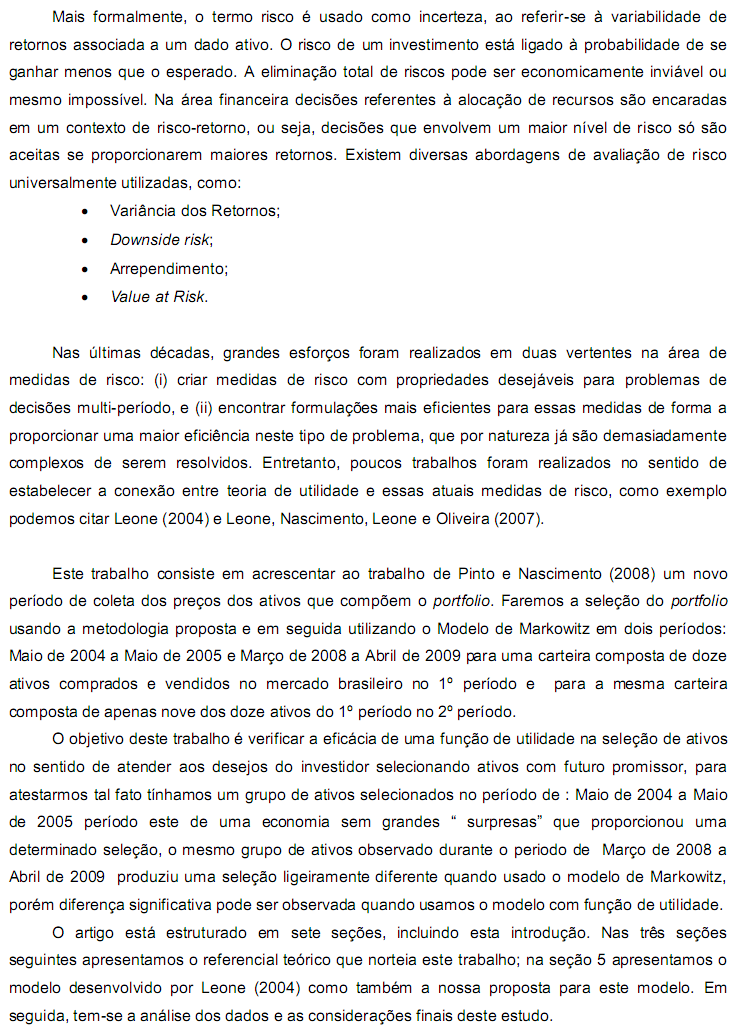 Mais formalmente, o termo risco é usado como incerteza, ao referir-se à variabilidade de
retornos associada a um dado ativo. O risco de um investimento está ligado à probabilidade de se
ganhar menos que o esperado. A eliminação total de riscos pode ser economicamente inviável ou
mesmo impossível. Na área financeira decisões referentes à alocação de recursos são encaradas
em um contexto de risco-retorno, ou seja, decisões que envolvem um maior nível de risco só são
aceitas se proporcionarem maiores retornos. Existem diversas abordagens de avaliação de risco
universalmente utilizadas, como:
• Variância dos Retornos;
• Downside risk;
• Arrependimento;
• Value at Risk.
Nas últimas décadas, grandes esforços foram realizados em duas vertentes na área de
medidas de risco: (i) criar medidas de risco com propriedades desejáveis para problemas de
decisões multi-período, e (ii) encontrar formulações mais eficientes para essas medidas de forma a
proporcionar uma maior eficiência neste tipo de problema, que por natureza já são demasiadamente
complexos de serem resolvidos. Entretanto, poucos trabalhos foram realizados no sentido de
estabelecer a conexão entre teoria de utilidade e essas atuais medidas de risco, como exemplo
podemos citar Leone (2004) e Leone, Nascimento, Leone e Oliveira (2007).
Este trabalho consiste em acrescentar ao trabalho de Pinto e Nascimento (2008) um novo
período de coleta dos preços dos ativos que compõem o portfolio. Faremos a seleção do portfolio
usando a metodologia proposta e em seguida utilizando o Modelo de Markowitz em dois períodos:
Maio de 2004 a Maio de 2005 e Março de 2008 a Abril de 2009 para uma carteira composta de doze
ativos comprados e vendidos no mercado brasileiro no 1º período e para a mesma carteira
composta de apenas nove dos doze ativos do 1º período no 2º período.
O objetivo deste trabalho é verificar a eficácia de uma função de utilidade na seleção de ativos
no sentido de atender aos desejos do investidor selecionando ativos com futuro promissor, para
atestarmos tal fato tínhamos um grupo de ativos selecionados no período de : Maio de 2004 a Maio
de 2005 período este de uma economia sem grandes “ surpresas” que proporcionou uma
determinado seleção, o mesmo grupo de ativos observado durante o periodo de Março de 2008 a
Abril de 2009 produziu uma seleção ligeiramente diferente quando usado o modelo de Markowitz,
porém diferença significativa pode ser observada quando usamos o modelo com função de utilidade.
O artigo está estruturado em sete seções, incluindo esta introdução. Nas três seções
seguintes apresentamos o referencial teórico que norteia este trabalho; na seção 5 apresentamos o
modelo desenvolvido por Leone (2004) como também a nossa proposta para este modelo. Em
seguida, tem-se a análise dos dados e as considerações finais deste estudo.